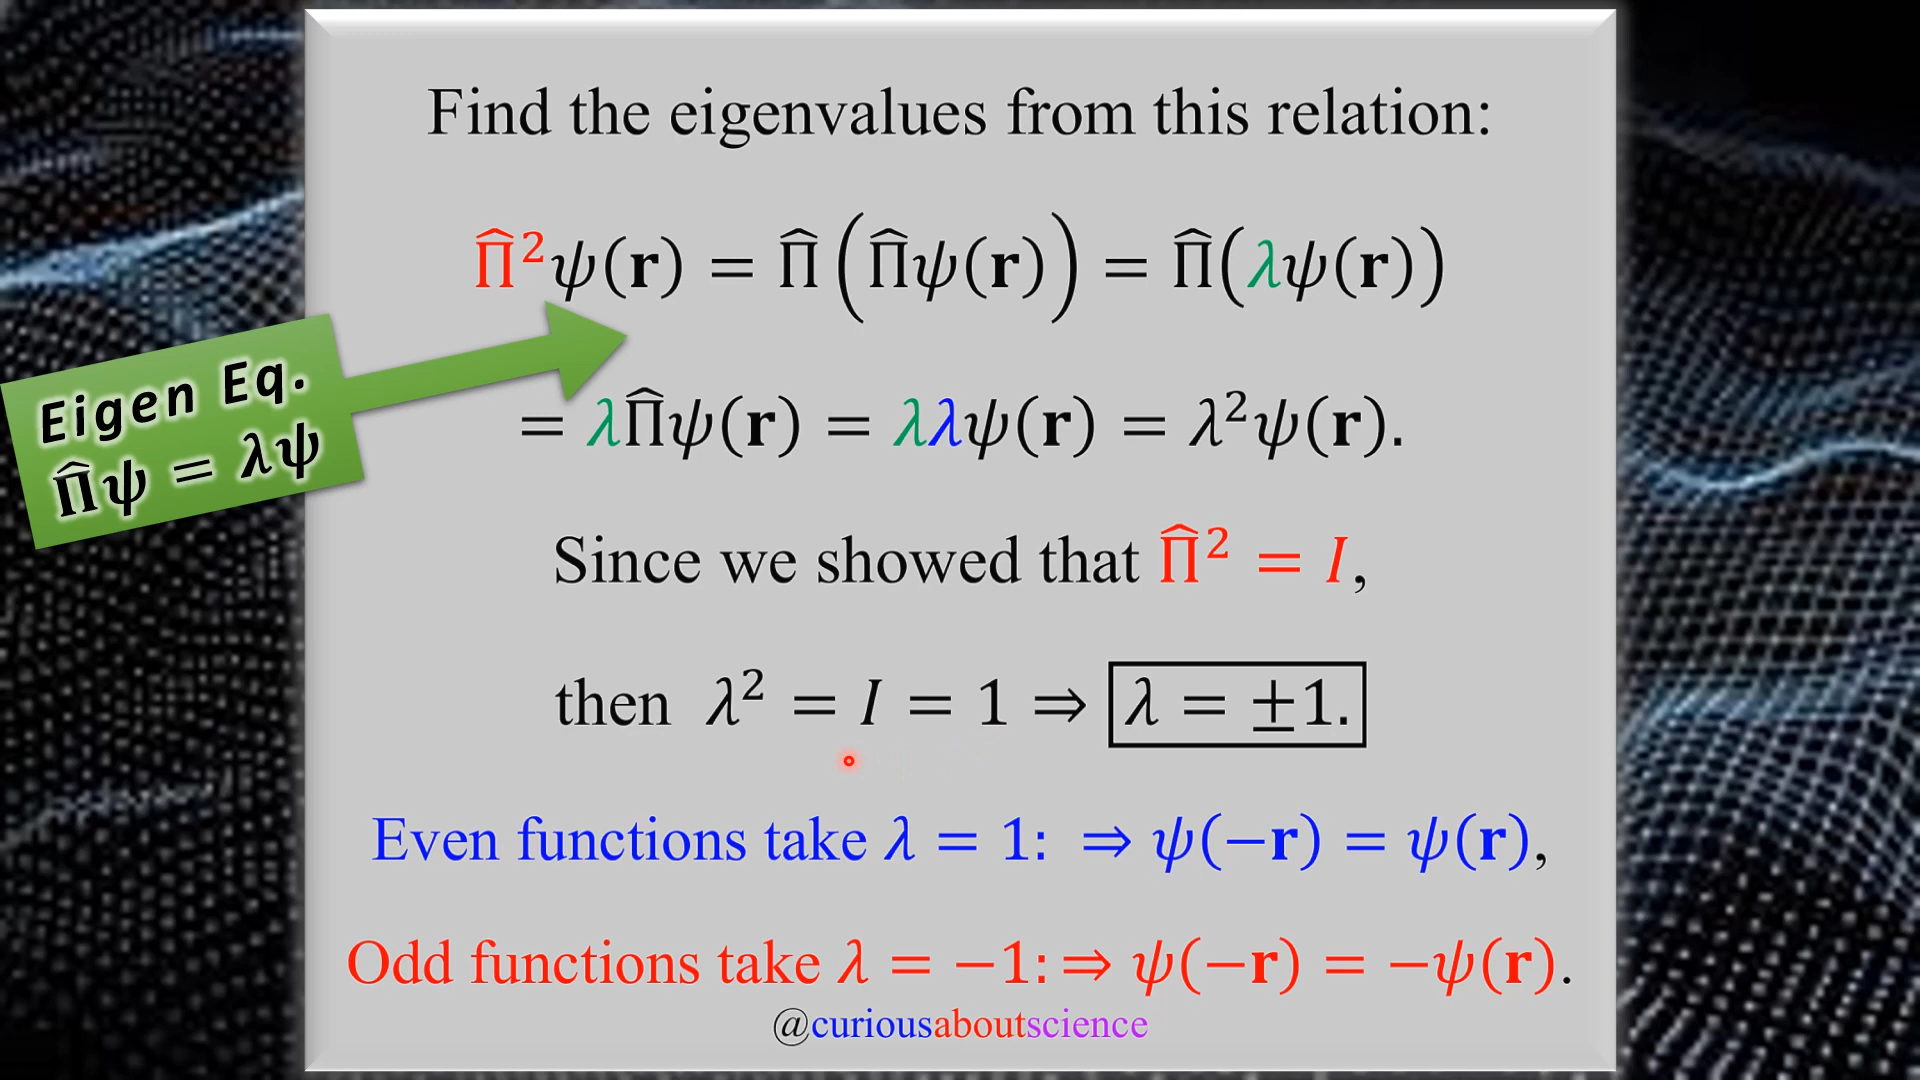 Find the eigenvalues from this relation:
Π̂²ψ(𝐫) = Π̂(Π̂ψ(𝐫)) = Π̂(λψ(𝐫))
Eigen Eq.
Π̂ψ = λψ
= λΠ̂ψ(𝐫) = λλψ(𝐫) = λ²ψ(𝐫).
Since we showed that Π̂² = I,
then λ² = I = 1 ⇒ λ = ±1.
Even functions take λ = 1: ⇒ ψ(−𝐫) = ψ(𝐫),
Odd functions take λ = −1: ⇒ ψ(−𝐫) = −ψ(𝐫).
@curiousaboutscience